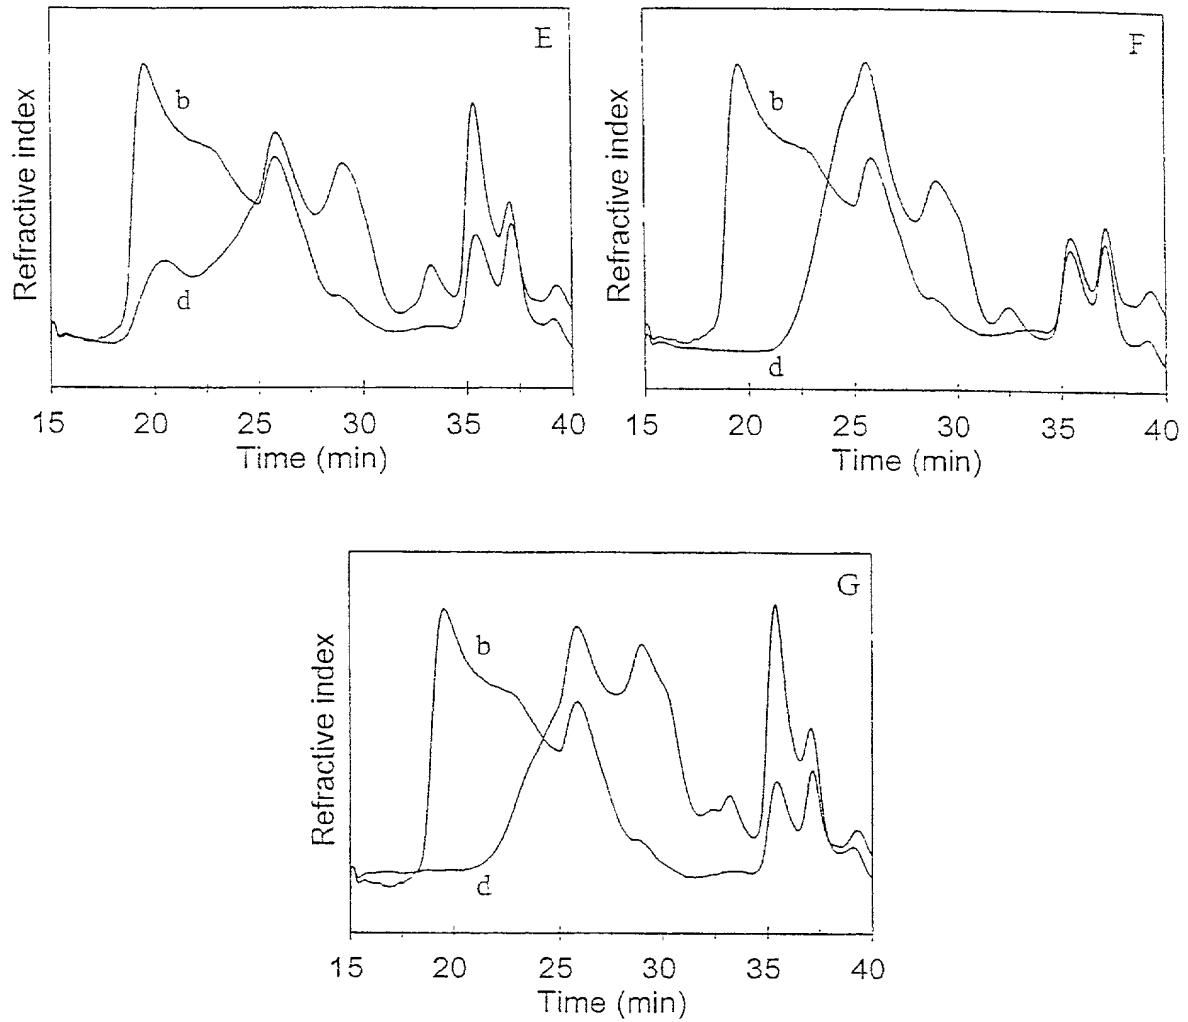 E
b
d
Refractive index
15 20 25 30 35 40
Time (min)
F
b
d
Refractive index
15 20 25 30 35 40
Time (min)
G
b
d
Refractive index
15 20 25 30 35 40
Time (min)